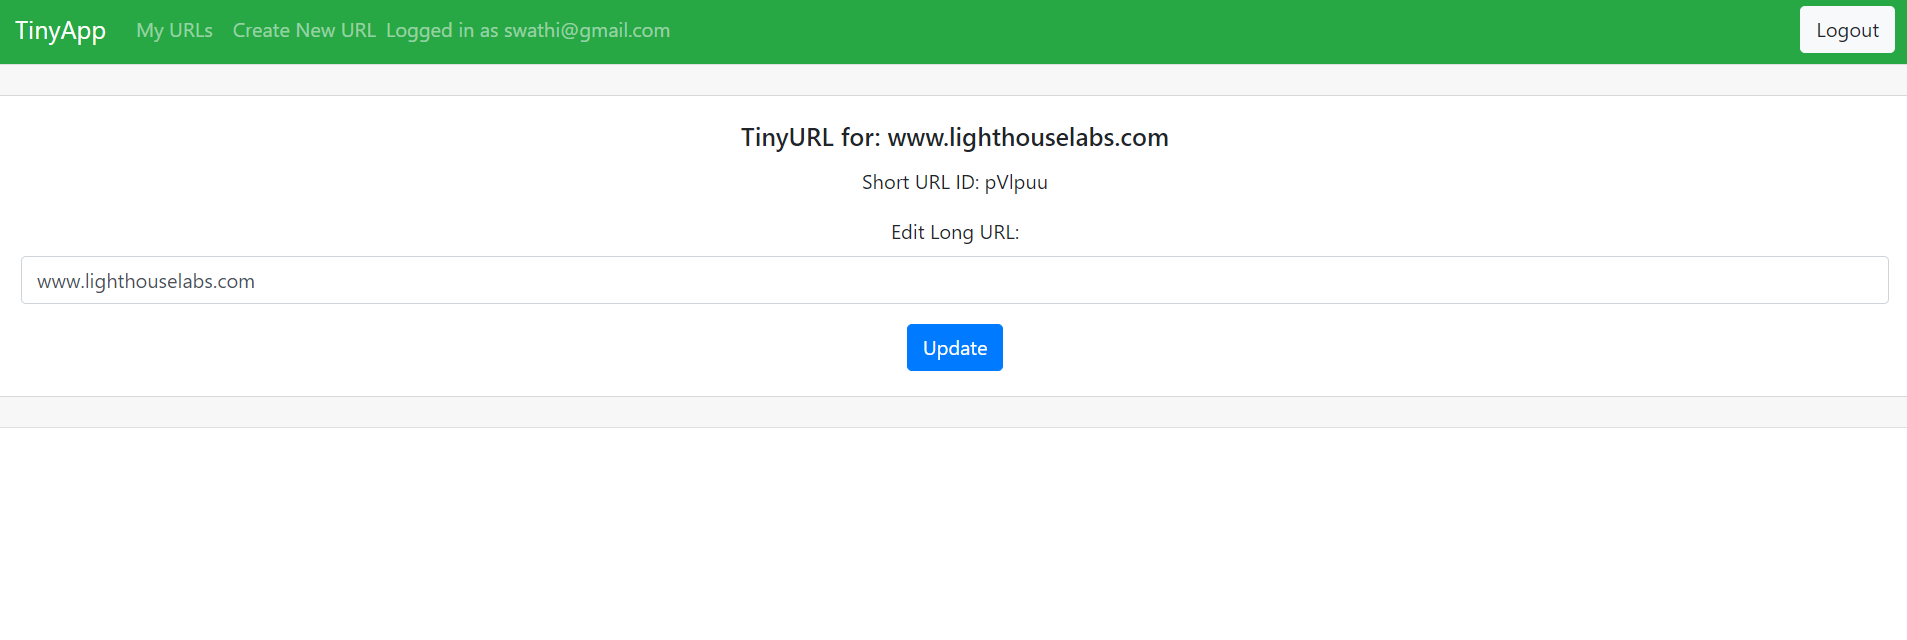 TinyApp My URLs Create New URL Logged in as swathi@gmail.com Logout
TinyURL for: www.lighthouselabs.com
Short URL ID: pVlpuu
Edit Long URL:
www.lighthouselabs.com
Update